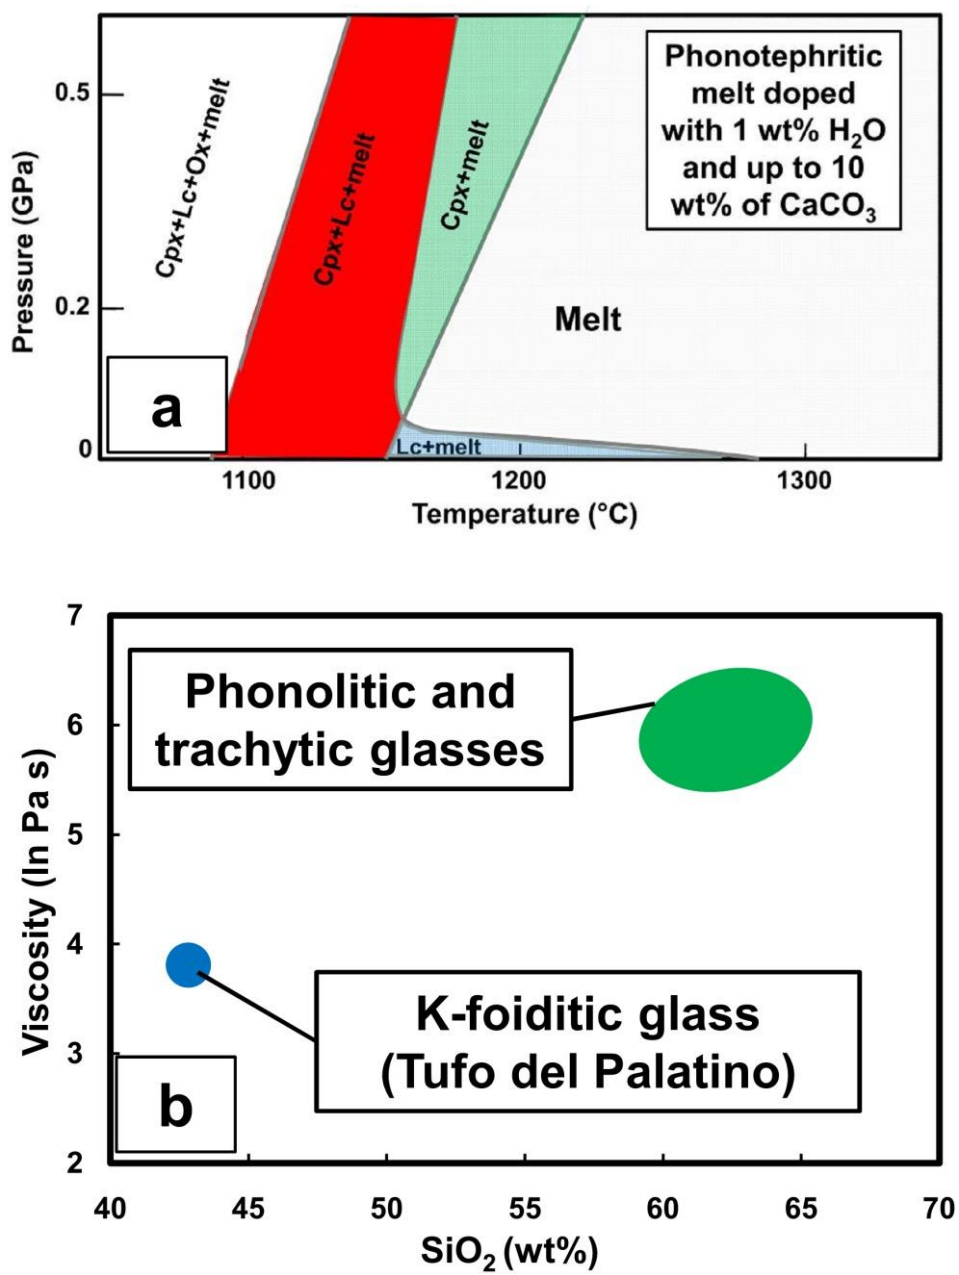 Phonotephritic
melt doped
with 1 wt% H₂O
and up to 10
wt% of CaCO₃
Cpx+Lc+Ox+melt
Cpx+Lc+melt
Cpx+melt
Melt
Lc+melt
a
Pressure (GPa)
0.5
0.2
0
1100
1200
1300
Temperature (°C)
7
6
5
4
3
2
Viscosity (ln Pa s)
Phonolitic and
trachytic glasses
K-foiditic glass
(Tufo del Palatino)
b
40
45
50
55
60
65
70
SiO₂ (wt%)